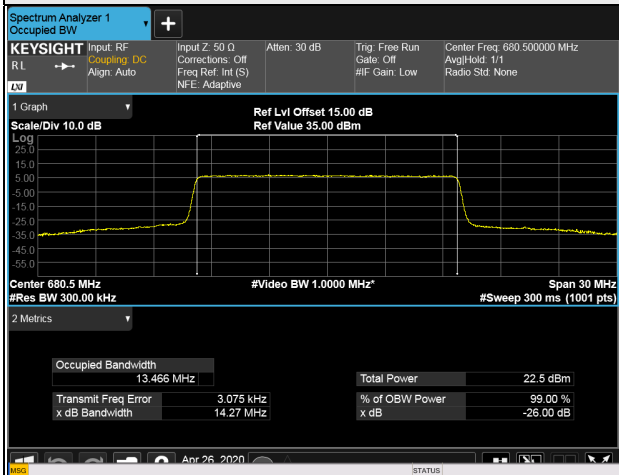 Spectrum Analyzer 1
Occupied BW
KEYSIGHT
R L
LXI
Input: RF
Coupling: DC
Align: Auto
Input Z: 50 Ω
Corrections: Off
Freq Ref: Int (S)
NFE: Adaptive
Atten: 30 dB
Trig: Free Run
Gate: Off
#IF Gain: Low
Center Freq: 680.500000 MHz
Avg|Hold: 1/1
Radio Std: None
1 Graph
Scale/Div 10.0 dB
Ref Lvl Offset 15.00 dB
Ref Value 35.00 dBm
Log
25.0
15.0
5.00
-5.00
-15.0
-25.0
-35.0
-45.0
-55.0
Center 680.5 MHz
#Video BW 1.0000 MHz*
Span 30 MHz
#Res BW 300.00 kHz
#Sweep 300 ms (1001 pts)
2 Metrics
Occupied Bandwidth
13.466 MHz
Total Power 22.5 dBm
Transmit Freq Error 3.075 kHz
% of OBW Power 99.00 %
x dB Bandwidth 14.27 MHz
x dB -26.00 dB
Apr 26, 2020
MSG
STATUS